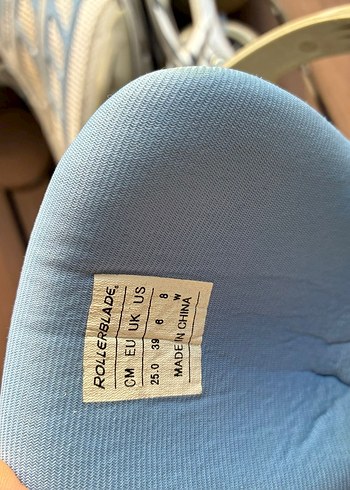 ROLLERBLADE®
CM EU UK US
25.0 39 6 8
W
MADE IN CHINA